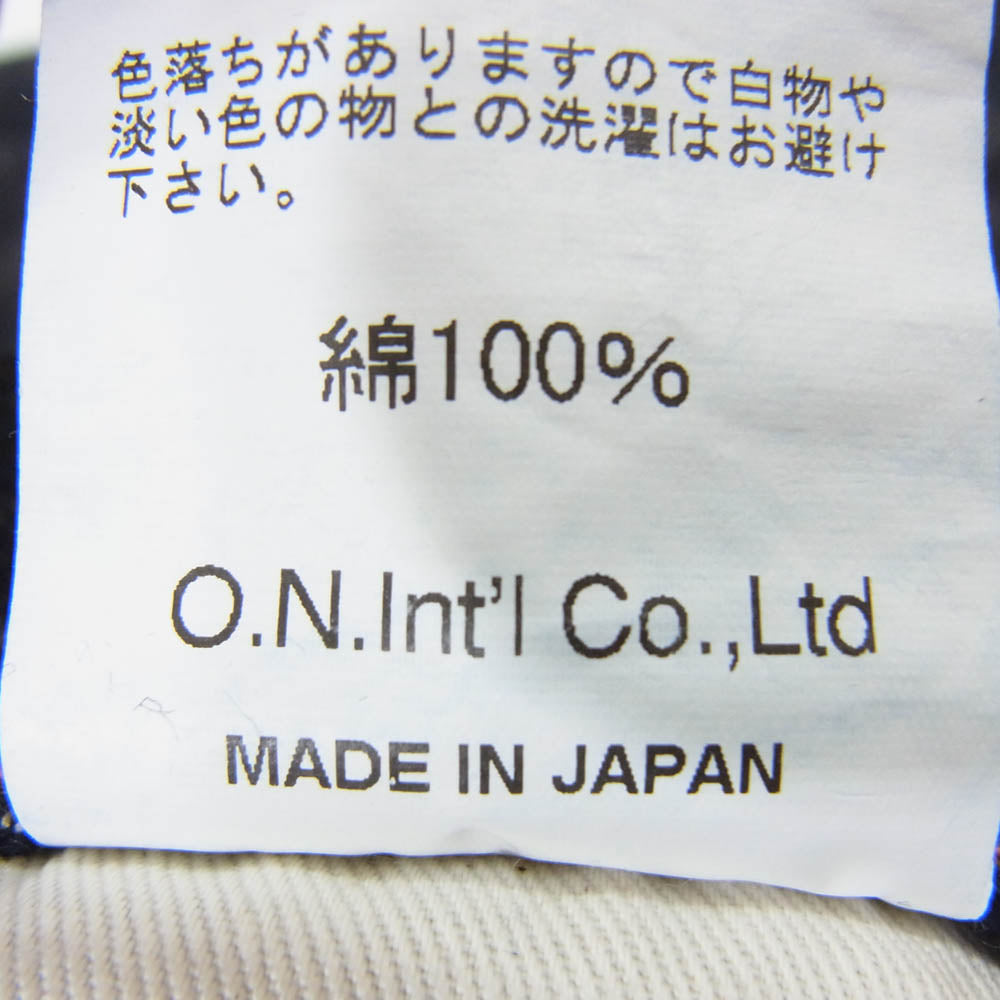 色落ちがありますので白物や
淡い色の物との洗濯はお避け
下さい。
綿100%
O.N.Int'l Co.,Ltd
MADE IN JAPAN